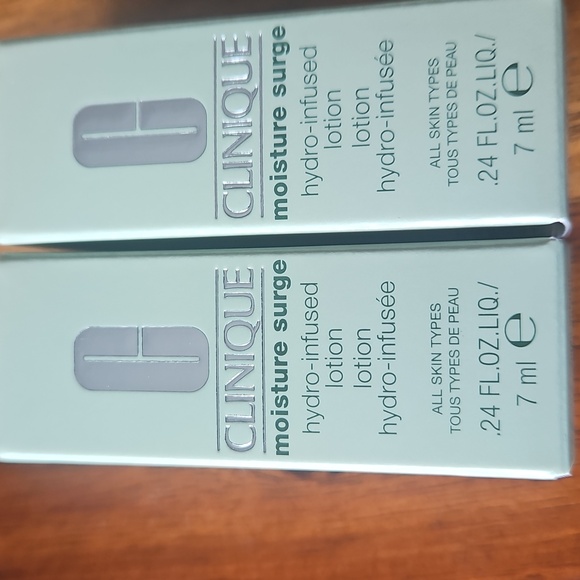 CLINIQUE
moisture surge
hydro-infused
lotion
lotion
hydro-infusée
ALL SKIN TYPES
TOUS TYPES DE PEAU
.24 FL.OZ.LIQ./
7 ml e
CLINIQUE
moisture surge
hydro-infused
lotion
lotion
hydro-infusée
ALL SKIN TYPES
TOUS TYPES DE PEAU
.24 FL.OZ.LIQ./
7 ml e